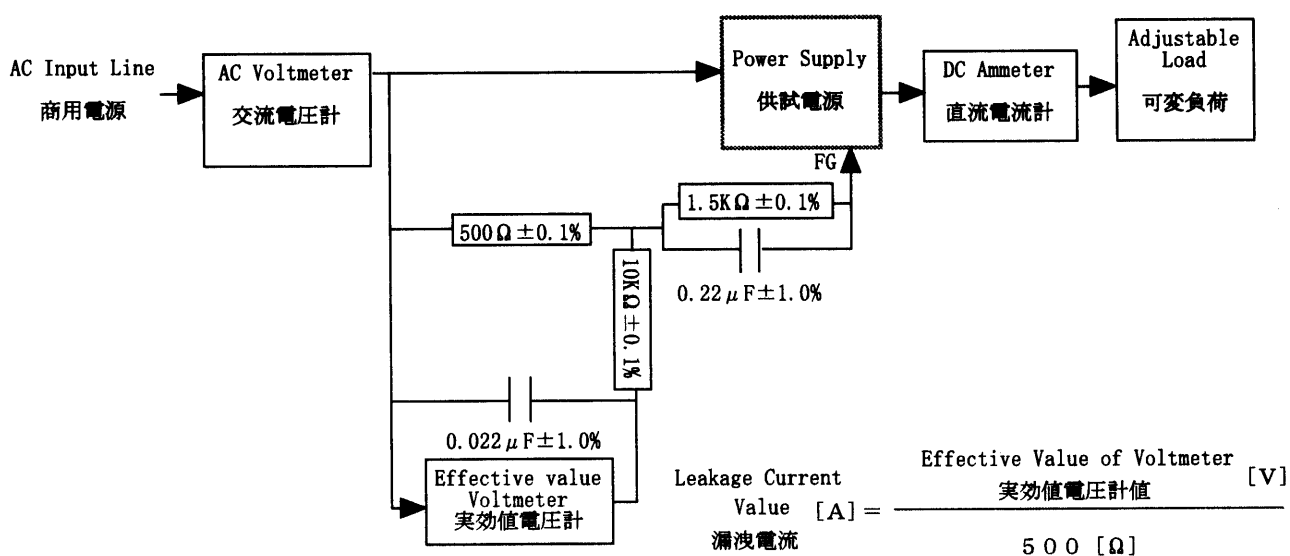 AC Input Line
商用電源
AC Voltmeter
交流電圧計
Power Supply
供試電源
DC Ammeter
直流電流計
Adjustable
Load
可変負荷
FG
1.5KΩ±0.1%
500Ω±0.1%
10KΩ±0.1%
0.22μF±1.0%
0.022μF±1.0%
Effective value
Voltmeter
実効値電圧計
Leakage Current
Value [A]=
漏洩電流
Effective Value of Voltmeter [V]
実効値電圧計値
500 [Ω]